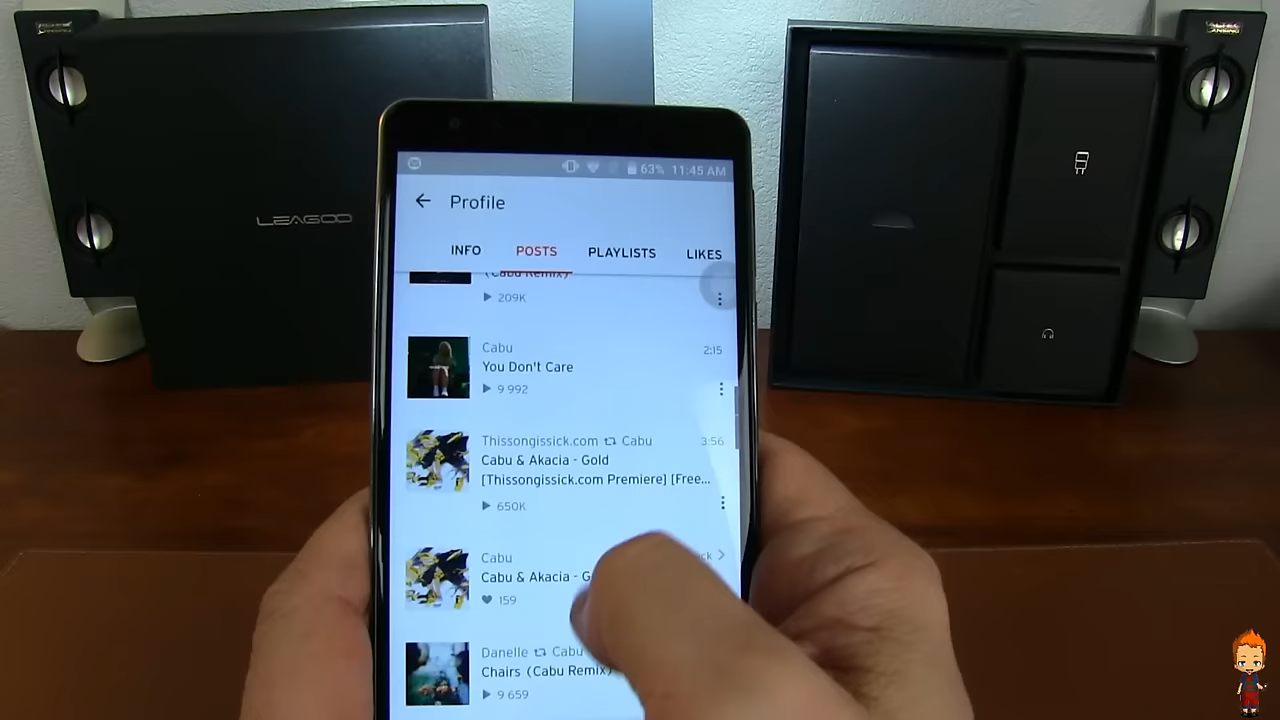 LEAGOO
63% 11:45 AM
Profile
INFO POSTS PLAYLISTS LIKES
(Cabu Remix)
209K
Cabu 2:15
You Don't Care
9 992
Thissongissick.com Cabu 3:56
Cabu & Akacia - Gold
[Thissongissick.com Premiere] [Free...
650K
Cabu
Cabu & Akacia - G
159
Danelle Cabu
Chairs (Cabu Remix)
9 659